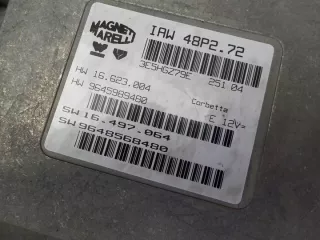 MAGNETI
MARELLI
IAW 48P2.72
3E5HGZ79E 251 04
HW 16.623.004
HW 9645989480 Corbetta
E 12V=
SW 16.497.064
SW 9648568480